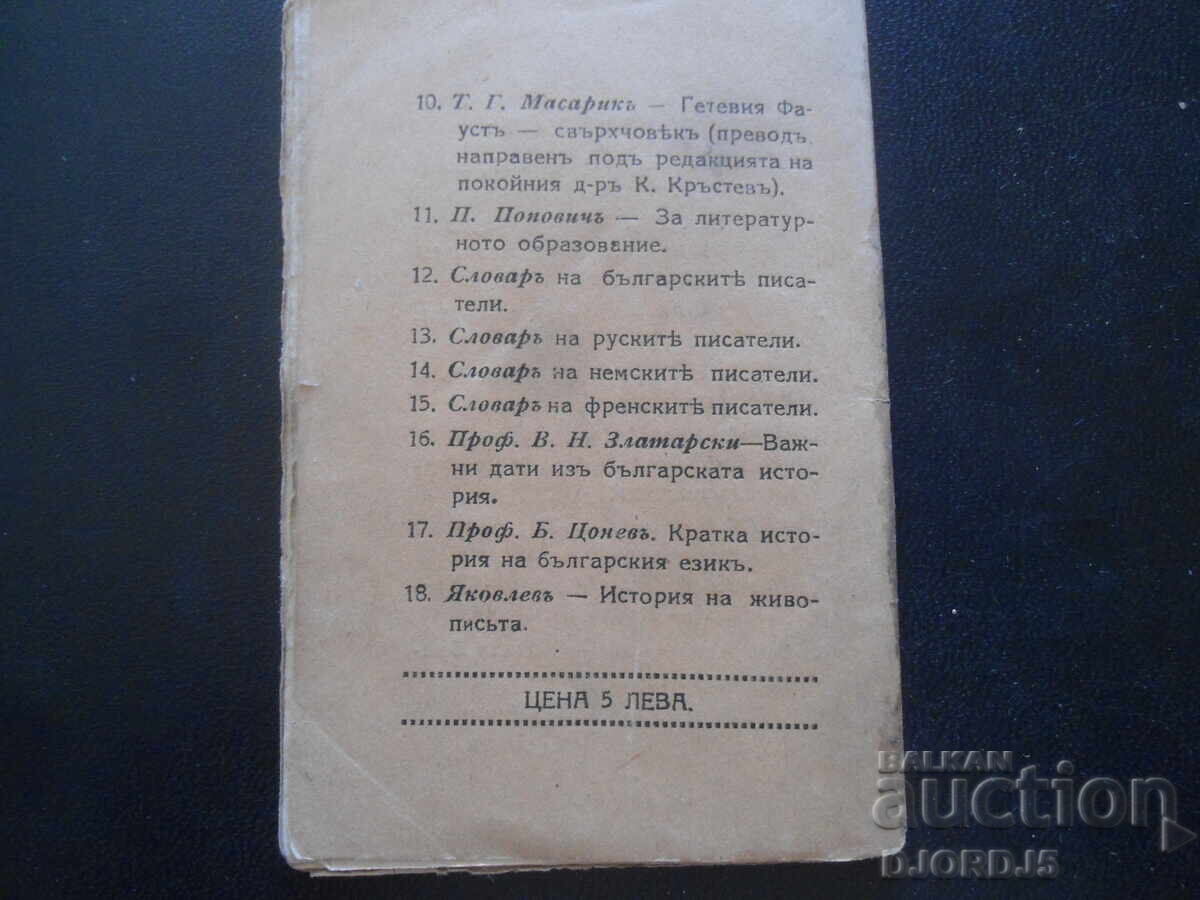 10. Т. Г. Масарикъ — Гетевия Фа-
устъ — свърхчовѣкъ (преводъ,
направенъ подъ редакцията на
покойния д-ръ К. Кръстевъ).
11. П. Поповичъ — За литератур-
ното образование.
12. Словаръ на българскитѣ писа-
тели.
13. Словаръ на рускитѣ писатели.
14. Словаръ на немскитѣ писатели.
15. Словаръ на френскитѣ писатели.
16. Проф. В. Н. Златарски—Важ-
ни дати изъ българската исто-
рия.
17. Проф. Б. Цоневъ. Кратка исто-
рия на българския езикъ.
18. Яковлевъ — История на живо-
письта.
ЦЕНА 5 ЛЕВА.
BALKAN
auction
DJORDJ5